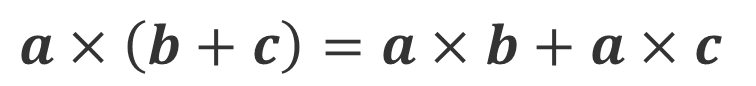 a × (b + c) = a × b + a × c